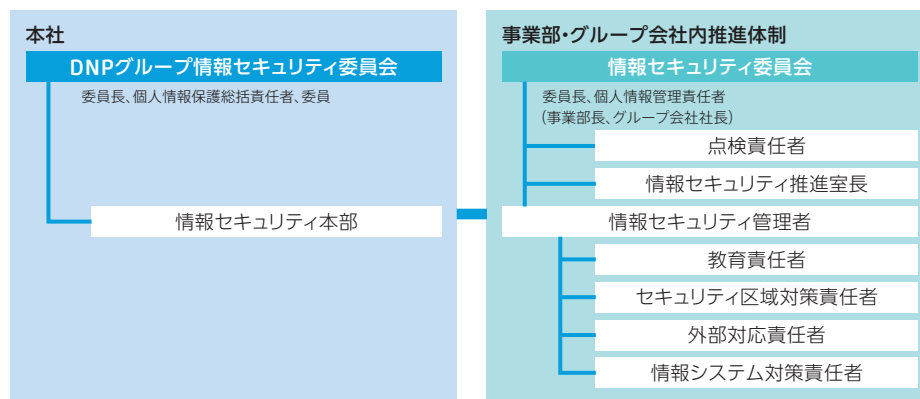 本社
DNPグループ情報セキュリティ委員会
委員長、個人情報保護総括責任者、委員
情報セキュリティ本部
事業部・グループ会社内推進体制
情報セキュリティ委員会
委員長、個人情報管理責任者
（事業部長、グループ会社社長）
点検責任者
情報セキュリティ推進室長
情報セキュリティ管理者
教育責任者
セキュリティ区域対策責任者
外部対応責任者
情報システム対策責任者